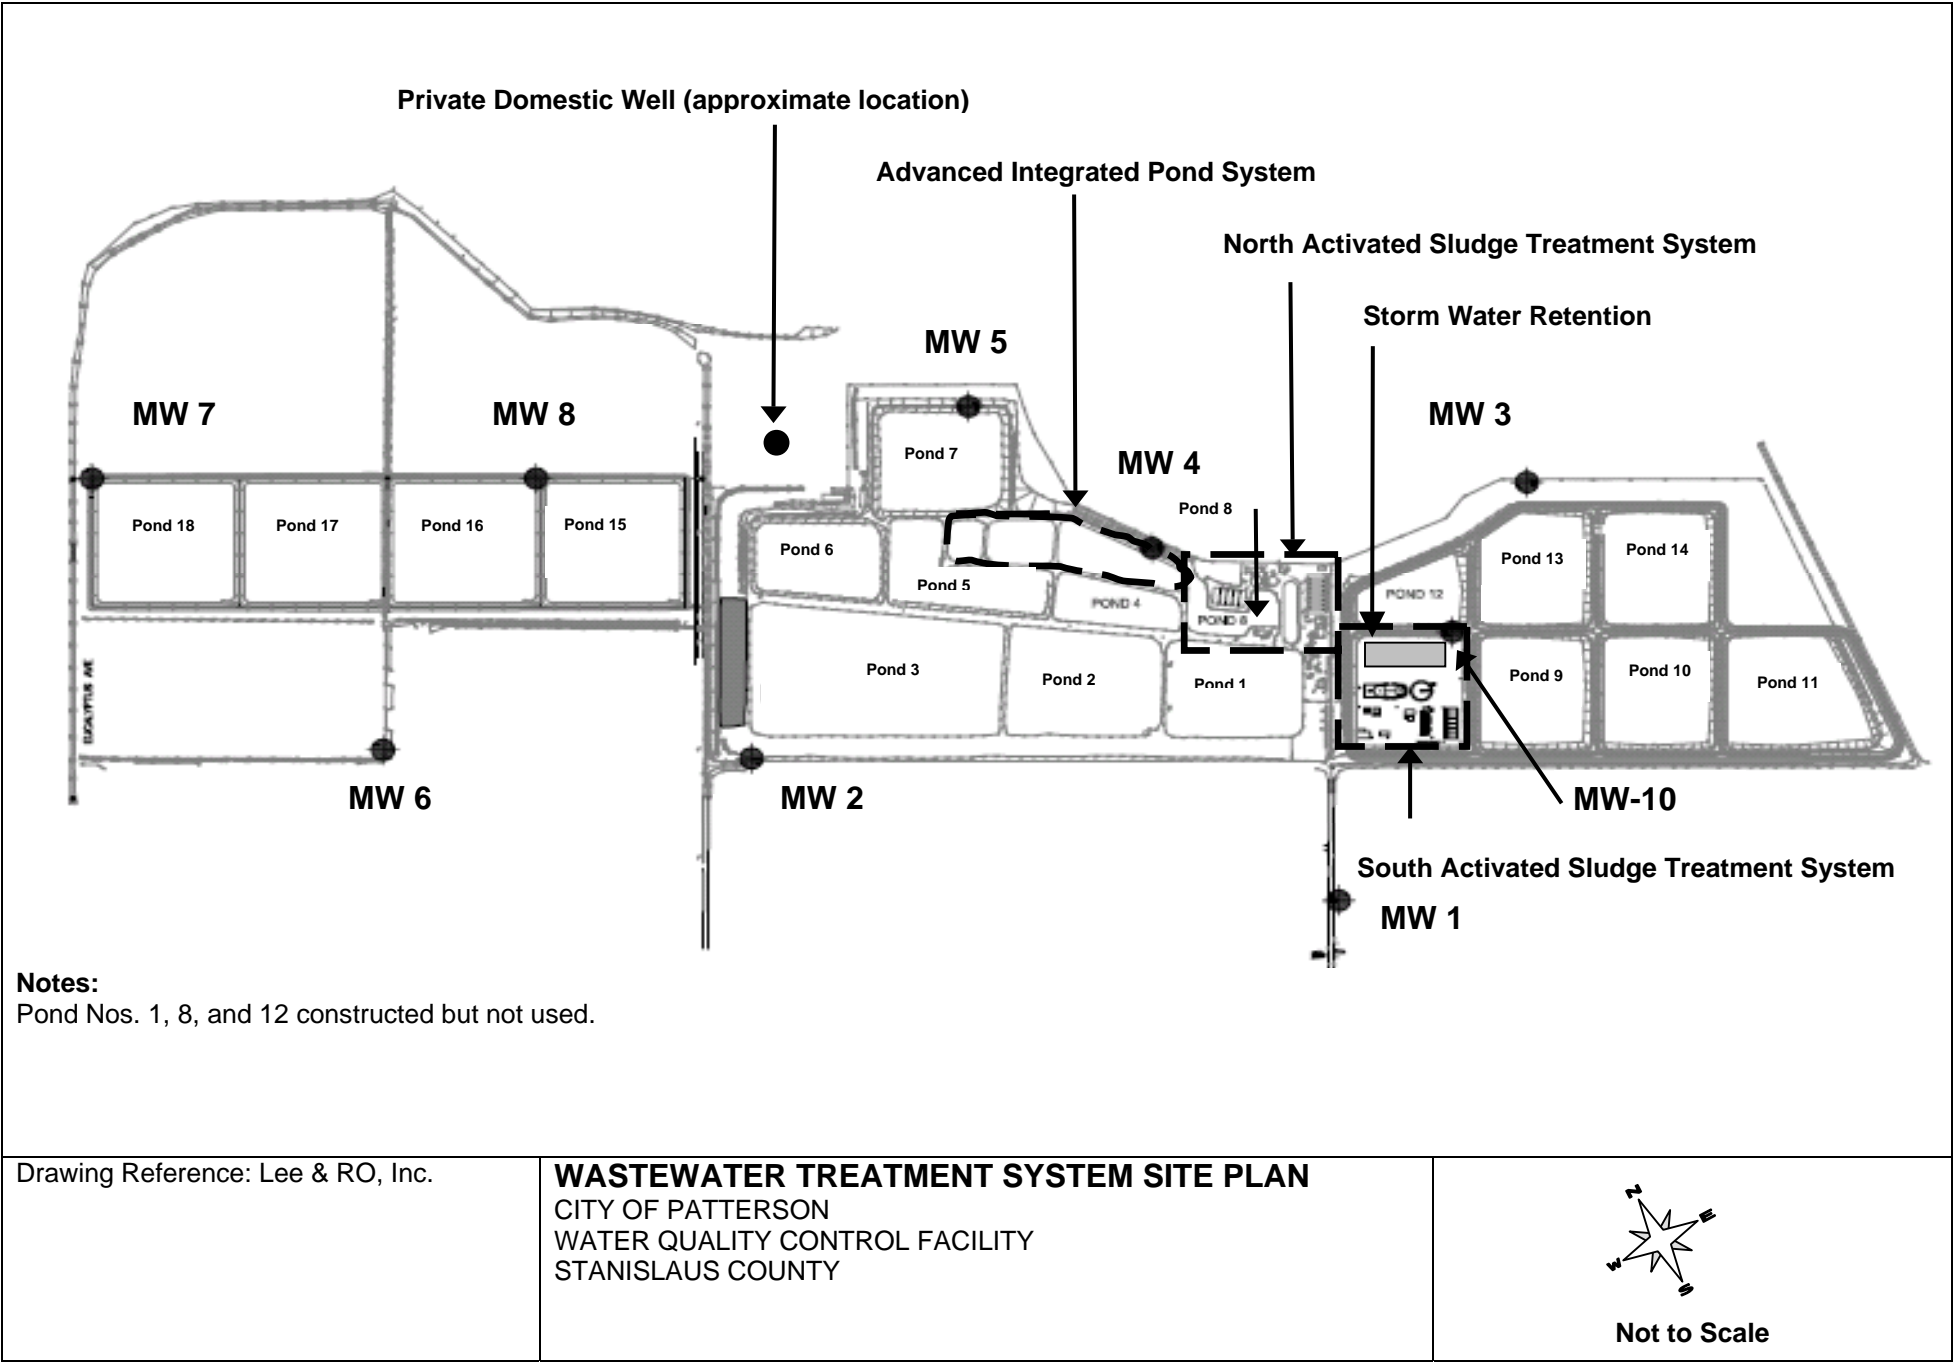 Private Domestic Well (approximate location)
Advanced Integrated Pond System
North Activated Sludge Treatment System
Storm Water Retention
MW 5
MW 7
MW 8
MW 3
MW 4
Pond 7
Pond 8
Pond 18
Pond 17
Pond 16
Pond 15
Pond 6
Pond 5
POND 4
POND 8
POND 12
Pond 13
Pond 14
Pond 3
Pond 2
Pond 1
Pond 9
Pond 10
Pond 11
EUCALYPTUS AVE
MW 6
MW 2
MW-10
South Activated Sludge Treatment System
MW 1
Notes:
Pond Nos. 1, 8, and 12 constructed but not used.
Drawing Reference: Lee & RO, Inc.
WASTEWATER TREATMENT SYSTEM SITE PLAN
CITY OF PATTERSON
WATER QUALITY CONTROL FACILITY
STANISLAUS COUNTY
N
E
W
S
Not to Scale